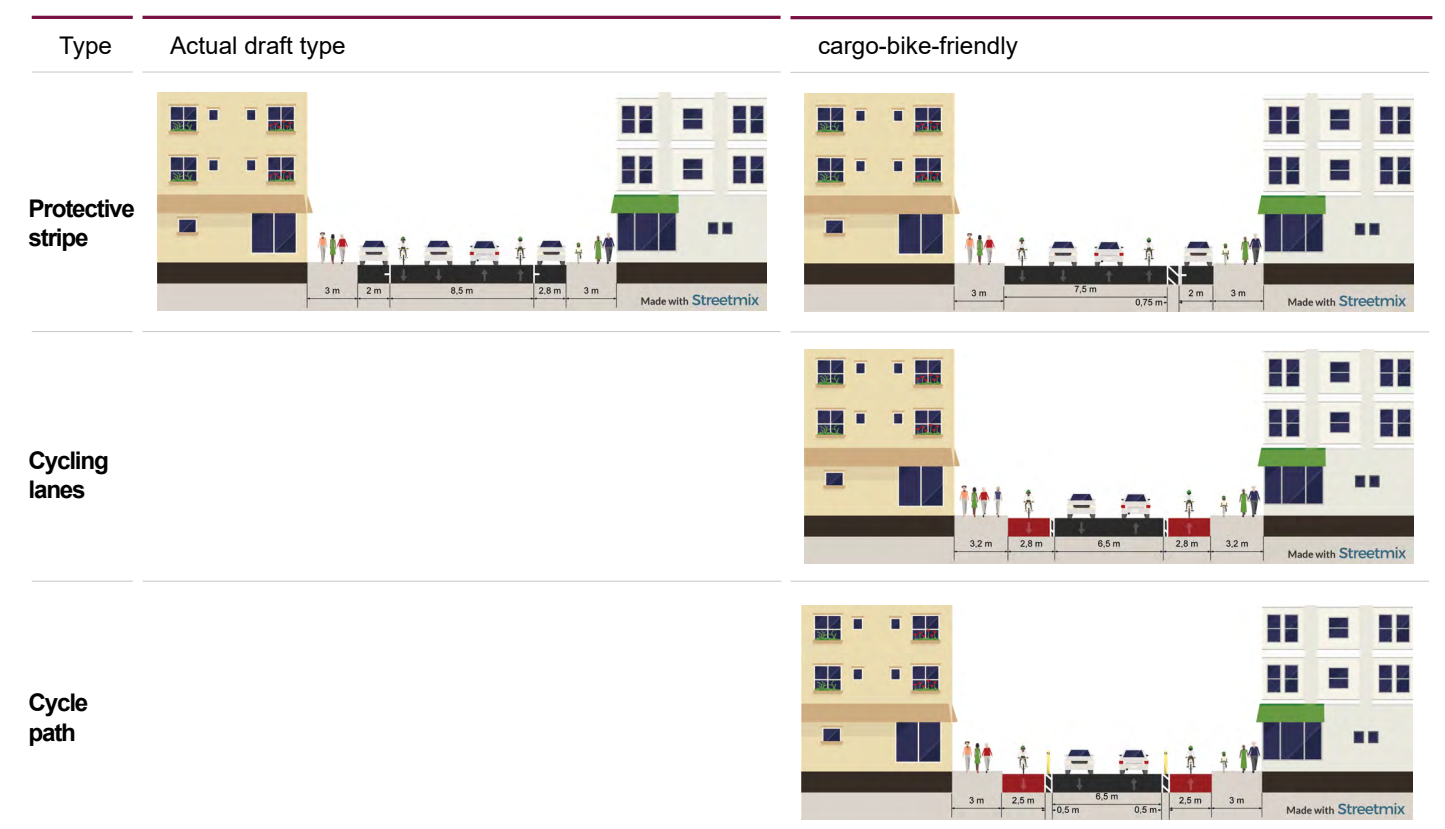 Type
Actual draft type
cargo-bike-friendly
Protective
stripe
3 m
2 m
8,5 m
2,8 m
3 m
Made with Streetmix
3 m
7,5 m
0,75 m
2 m
3 m
Made with Streetmix
Cycling
lanes
3,2 m
2,8 m
6,5 m
2,8 m
3,2 m
Made with Streetmix
Cycle
path
3 m
2,5 m
0,5 m
6,5 m
0,5 m
2,5 m
3 m
Made with Streetmix